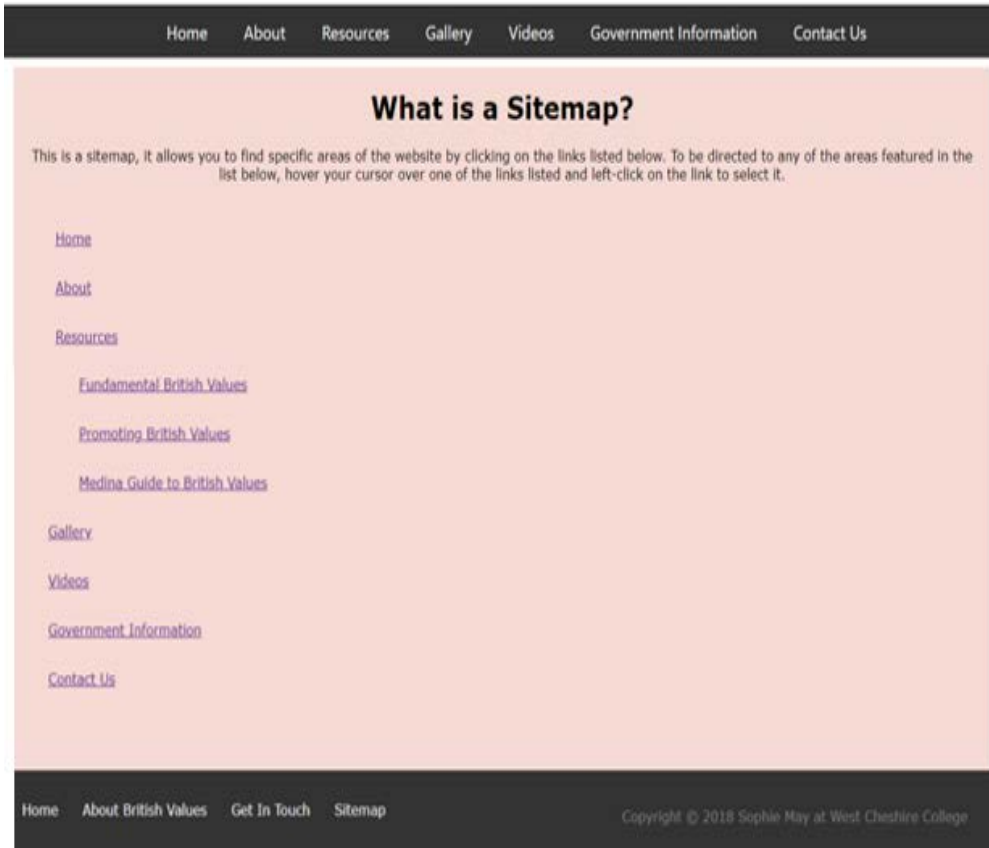 Home About Resources Gallery Videos Government Information Contact Us
What is a Sitemap?
This is a sitemap, it allows you to find specific areas of the website by clicking on the links listed below. To be directed to any of the areas featured in the
list below, hover your cursor over one of the links listed and left-click on the link to select it.
Home
About
Resources
Fundamental British Values
Promoting British Values
Medina Guide to British Values
Gallery
Videos
Government Information
Contact Us
Home About British Values Get In Touch Sitemap
Copyright © 2018 Sophie May at West Cheshire College